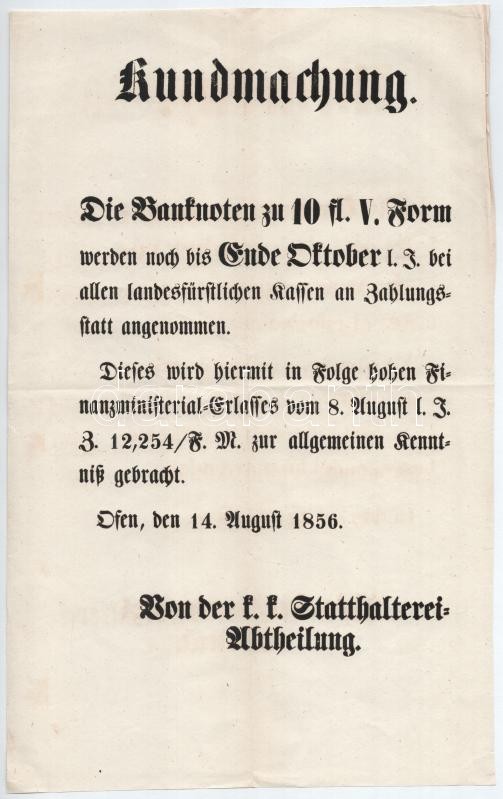 Kundmachung.
Die Banknoten zu 10 fl. V. Form
werden noch bis Ende Oktober l. J. bei
allen landesfürstlichen Kassen an Zahlungs-
statt angenommen.
Dieses wird hiermit in Folge hohen Fi-
nanzministerial-Erlasses vom 8. August l. J.
Z. 12,254/F. M. zur allgemeinen Kennt-
niß gebracht.
Ofen, den 14. August 1856.
Von der k. k. Statthalterei-
Abtheilung.
darabanth